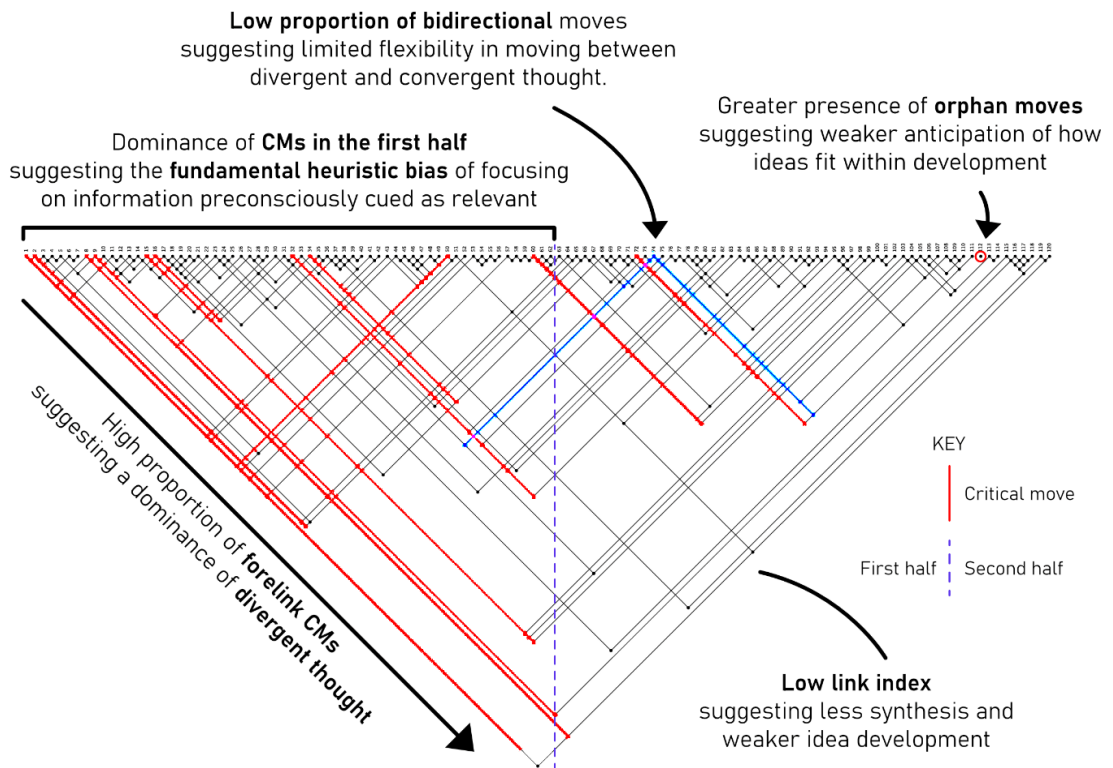 Low proportion of bidirectional moves
suggesting limited flexibility in moving between
divergent and convergent thought.
Greater presence of orphan moves
suggesting weaker anticipation of how
ideas fit within development
Dominance of CMs in the first half
suggesting the fundamental heuristic bias of focusing
on information preconsciously cued as relevant
High proportion of forelink CMs
suggesting a dominance of divergent thought
KEY
Critical move
First half
Second half
Low link index
suggesting less synthesis and
weaker idea development